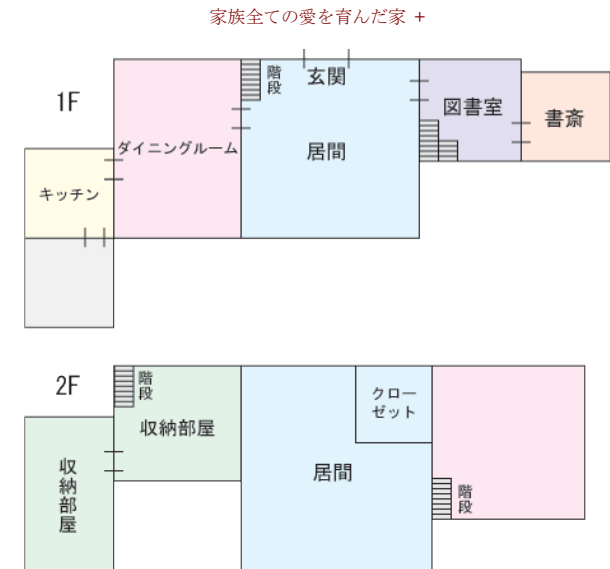 家族全ての愛を育んだ家 +
1F
階段
玄関
図書室
書斎
ダイニングルーム
居間
キッチン
2F
階段
クローゼット
収納部屋
収納部屋
居間
階段